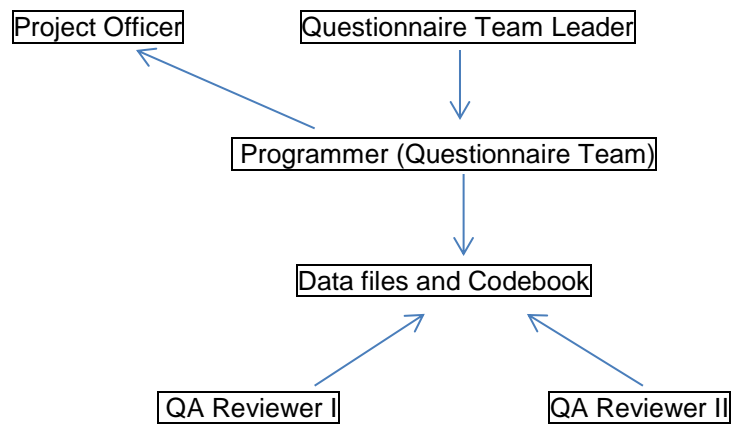 Project Officer
Questionnaire Team Leader
Programmer (Questionnaire Team)
Data files and Codebook
QA Reviewer I
QA Reviewer II